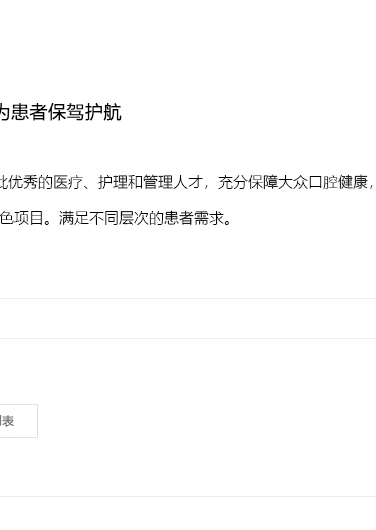 为患者保驾护航
批优秀的医疗、护理和管理人才，充分保障大众口腔健康，
色项目。满足不同层次的患者需求。
列表